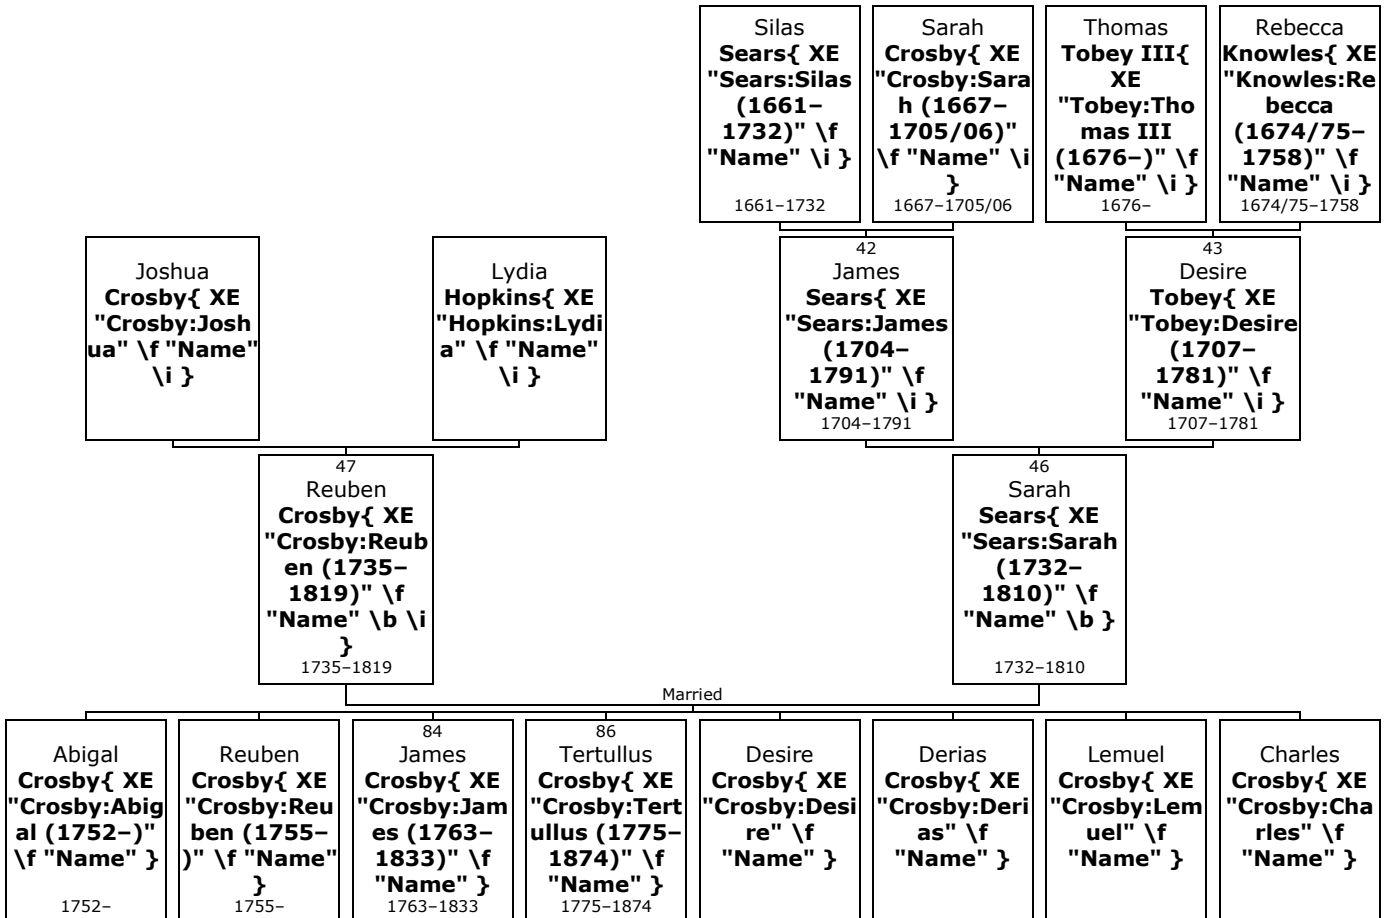 Silas
Sears{ XE
"Sears:Silas
(1661–
1732)" \f
"Name" \i }
1661–1732
Sarah
Crosby{ XE
"Crosby:Sara
h (1667–
1705/06)"
\f "Name" \i
}
1667–1705/06
Thomas
Tobey III{
XE
"Tobey:Tho
mas III
(1676–)" \f
"Name" \i }
1676–
Rebecca
Knowles{ XE
"Knowles:Re
becca
(1674/75–
1758)" \f
"Name" \i }
1674/75–1758
Joshua
Crosby{ XE
"Crosby:Josh
ua" \f "Name"
\i }
Lydia
Hopkins{ XE
"Hopkins:Lydi
a" \f "Name"
\i }
42
James
Sears{ XE
"Sears:James
(1704–
1791)" \f
"Name" \i }
1704–1791
43
Desire
Tobey{ XE
"Tobey:Desire
(1707–
1781)" \f
"Name" \i }
1707–1781
47
Reuben
Crosby{ XE
"Crosby:Reub
en (1735–
1819)" \f
"Name" \b \i
}
1735–1819
46
Sarah
Sears{ XE
"Sears:Sarah
(1732–
1810)" \f
"Name" \b }
1732–1810
Married
Abigal
Crosby{ XE
"Crosby:Abig
al (1752–)"
\f "Name" }
1752–
Reuben
Crosby{ XE
"Crosby:Reu
ben (1755–
)" \f "Name"
}
1755–
84
James
Crosby{ XE
"Crosby:Jam
es (1763–
1833)" \f
"Name" }
1763–1833
86
Tertullus
Crosby{ XE
"Crosby:Tert
ullus (1775–
1874)" \f
"Name" }
1775–1874
Desire
Crosby{ XE
"Crosby:Desi
re" \f
"Name" }
Derias
Crosby{ XE
"Crosby:Deri
as" \f
"Name" }
Lemuel
Crosby{ XE
"Crosby:Lem
uel" \f
"Name" }
Charles
Crosby{ XE
"Crosby:Cha
rles" \f
"Name" }